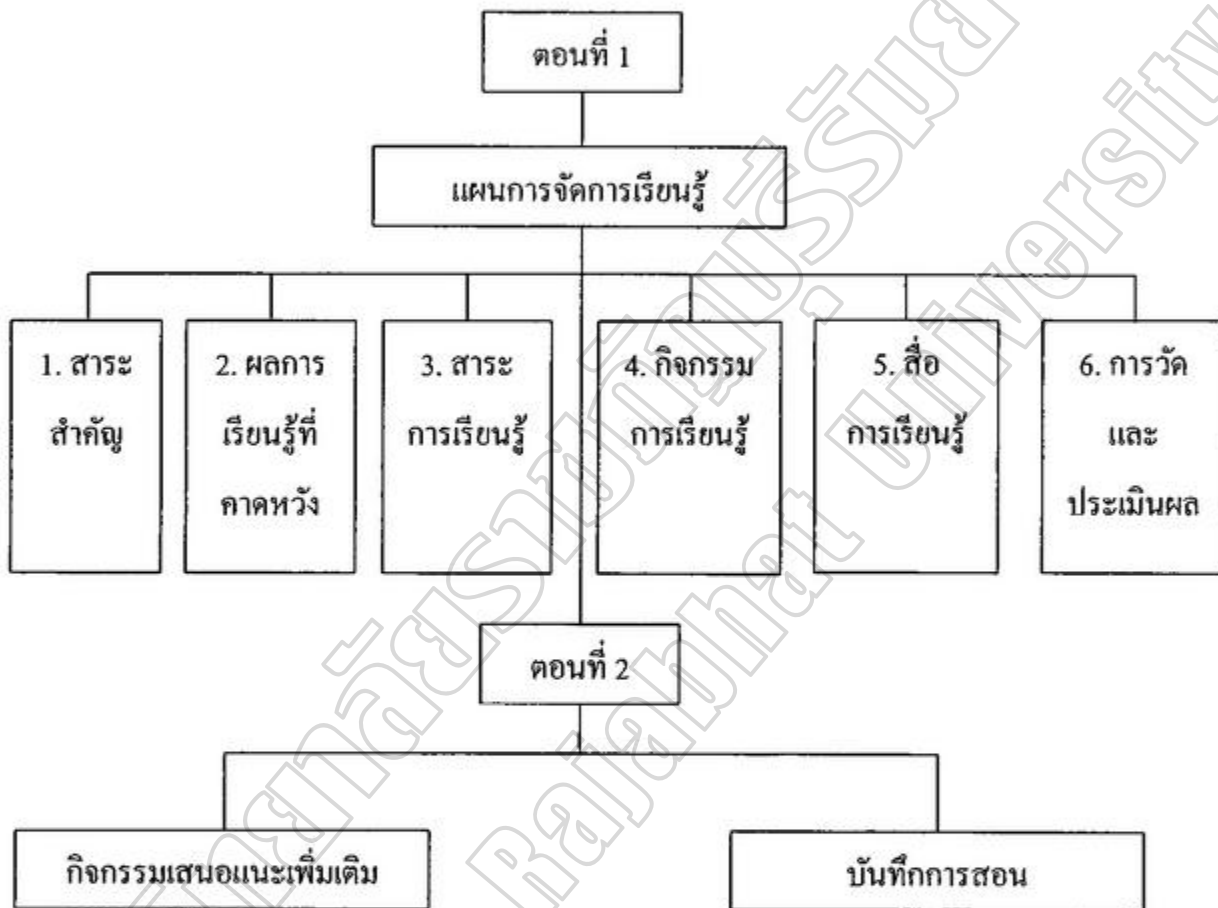 ตอนที่ 1
แผนการจัดการเรียนรู้
1. สาระ
สำคัญ
2. ผลการ
เรียนรู้ที่
คาดหวัง
3. สาระ
การเรียนรู้
4. กิจกรรม
การเรียนรู้
5. สื่อ
การเรียนรู้
6. การวัด
และ
ประเมินผล
ตอนที่ 2
กิจกรรมเสนอแนะเพิ่มเติม
บันทึกการสอน
Rajabhat University